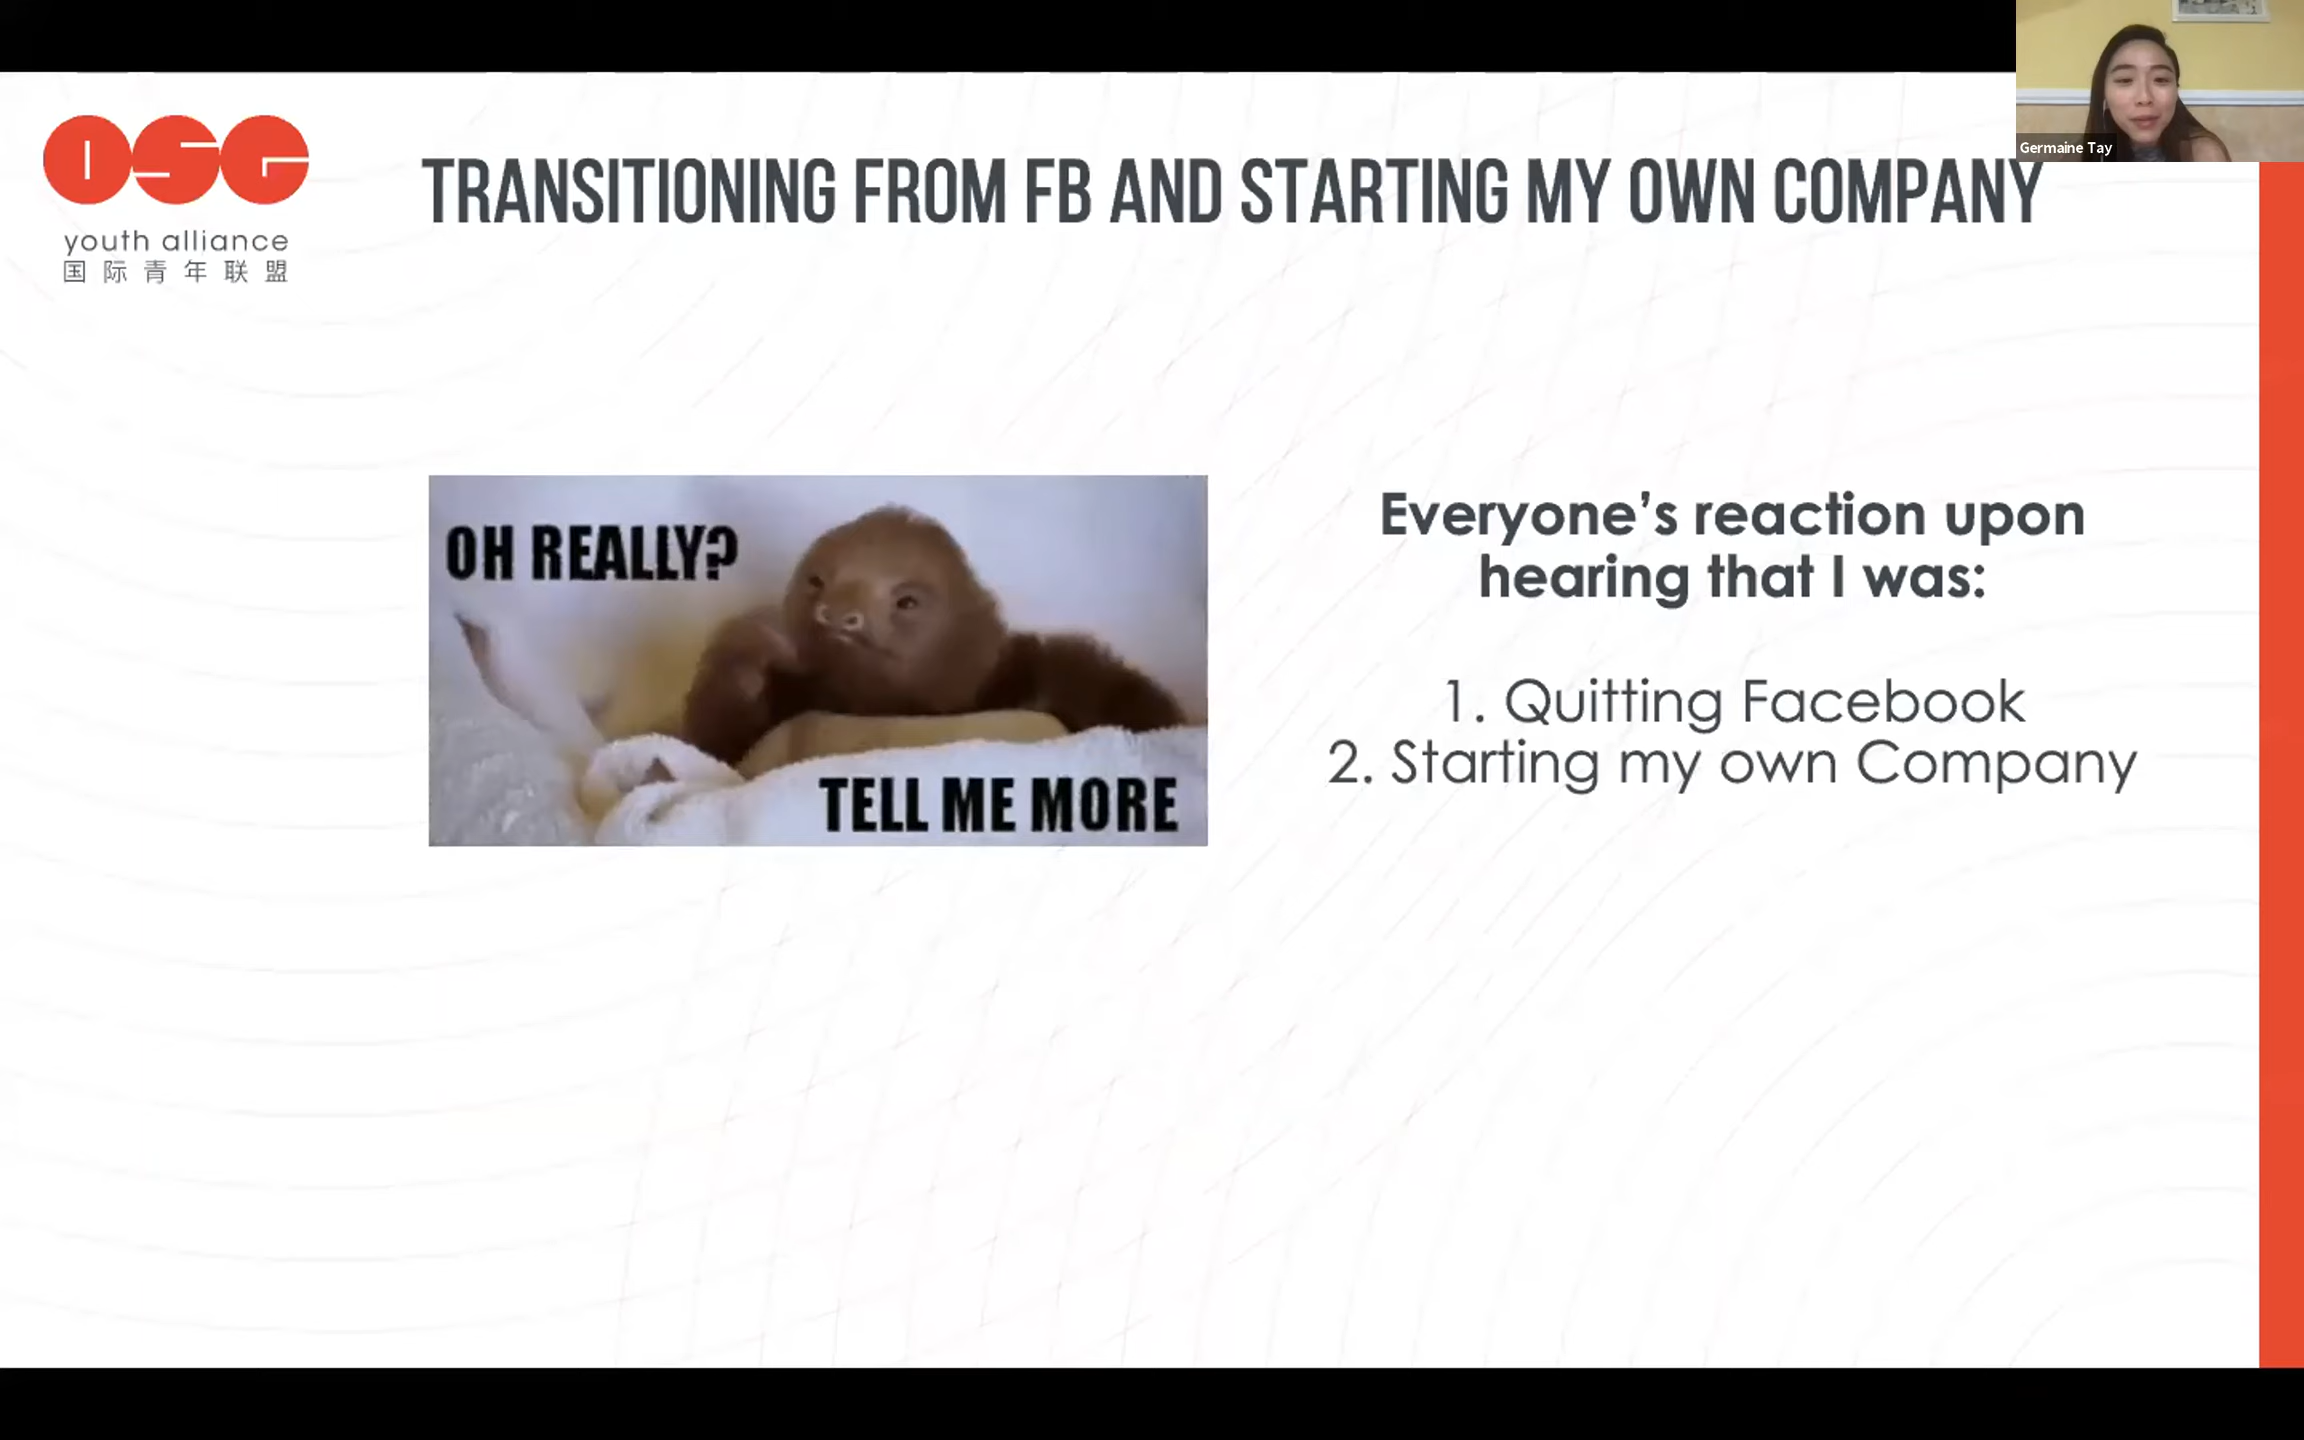 OSG
youth alliance
国际青年联盟
TRANSITIONING FROM FB AND STARTING MY OWN COMPANY
Germaine Tay
OH REALLY?
TELL ME MORE
Everyone’s reaction upon
hearing that I was:
1. Quitting Facebook
2. Starting my own Company